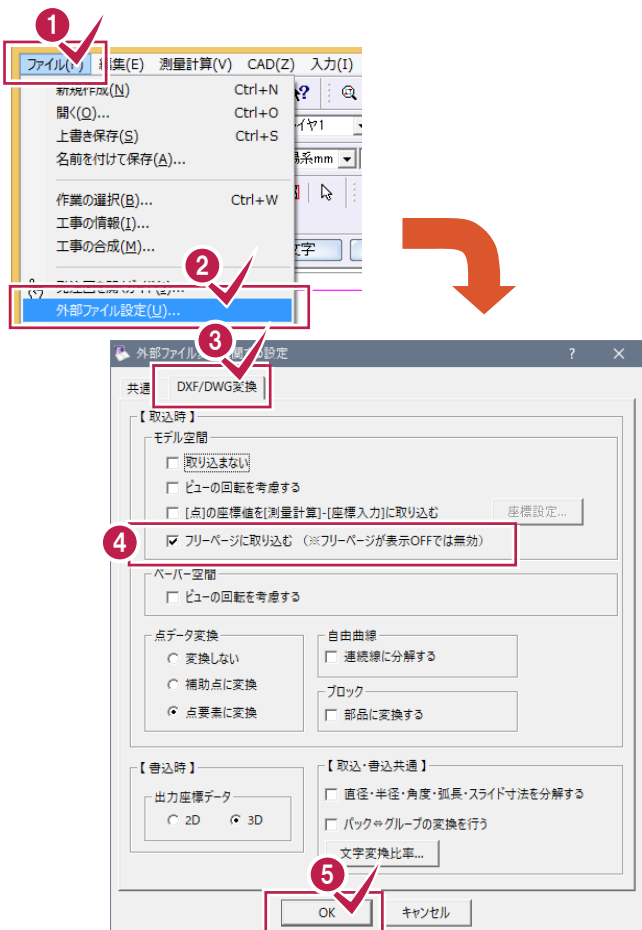 1
ファイル(F) 編集(E) 測量計算(V) CAD(Z) 入力(I)
新規作成(N) Ctrl+N
開く(O)... Ctrl+O
上書き保存(S) Ctrl+S
イヤ1
名前を付けて保存(A)...
系mm
作業の選択(B)... Ctrl+W
工事の情報(I)...
工事の合成(M)...
文字
2
外部ファイル設定(U)...
3
外部ファイル 設定
? ×
共通 DXF/DWG変換
【 取込時 】
モデル空間
取り込まない
ビューの回転を考慮する
[点]の座標値を[測量計算]-[座標入力]に取り込む 座標設定...
4
フリーページに取り込む (※フリーページが表示OFFでは無効)
ペーパー空間
ビューの回転を考慮する
点データ変換
変換しない
補助点に変換
点要素に変換
自由曲線
連続線に分解する
ブロック
部品に変換する
【 書込時 】
出力座標データ
2D 3D
【 取込・書込共通 】
直径・半径・角度・弧長・スライド寸法を分解する
パック⇔グループの変換を行う
文字変換比率...
5
OK キャンセル